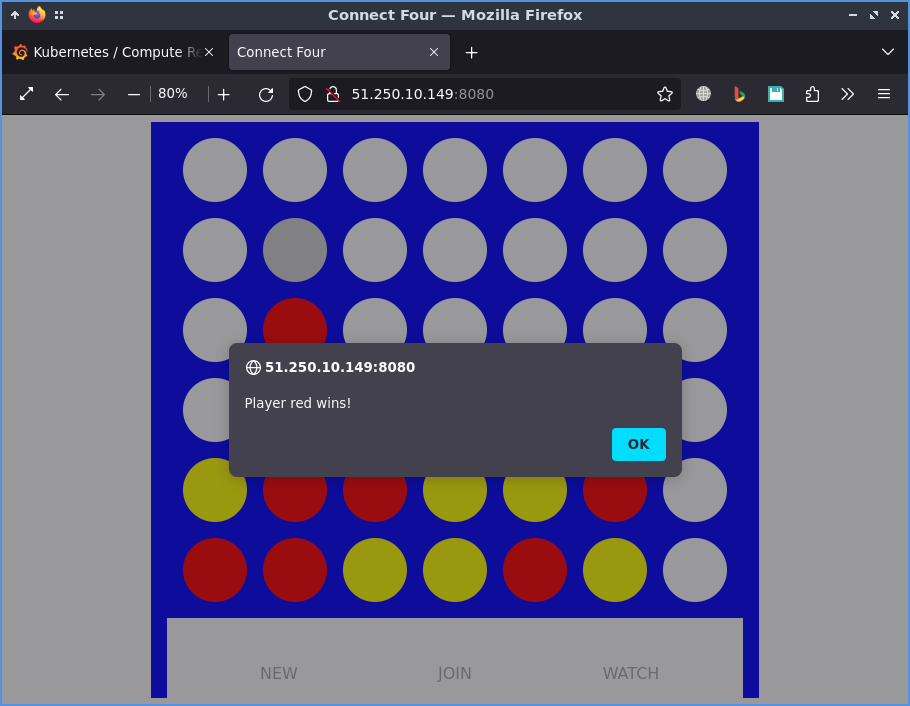 Connect Four — Mozilla Firefox
Kubernetes / Compute Re
Connect Four
80%
51.250.10.149:8080
51.250.10.149:8080
Player red wins!
OK
NEW JOIN WATCH